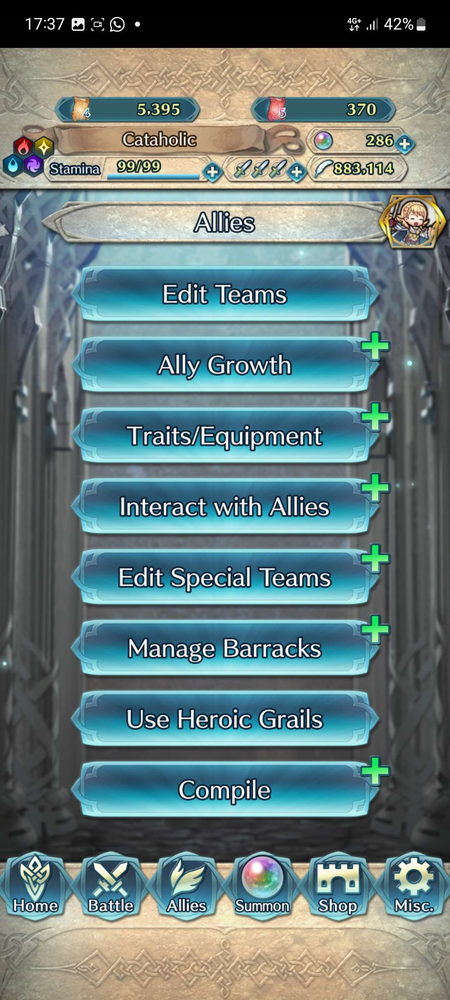 17:37
4G+
42%
4 5,395
5 370
Cataholic
286
Stamina 99/99
883,114
Allies
Edit Teams
Ally Growth
Traits/Equipment
Interact with Allies
Edit Special Teams
Manage Barracks
Use Heroic Grails
Compile
Home Battle Allies Summon Shop Misc.